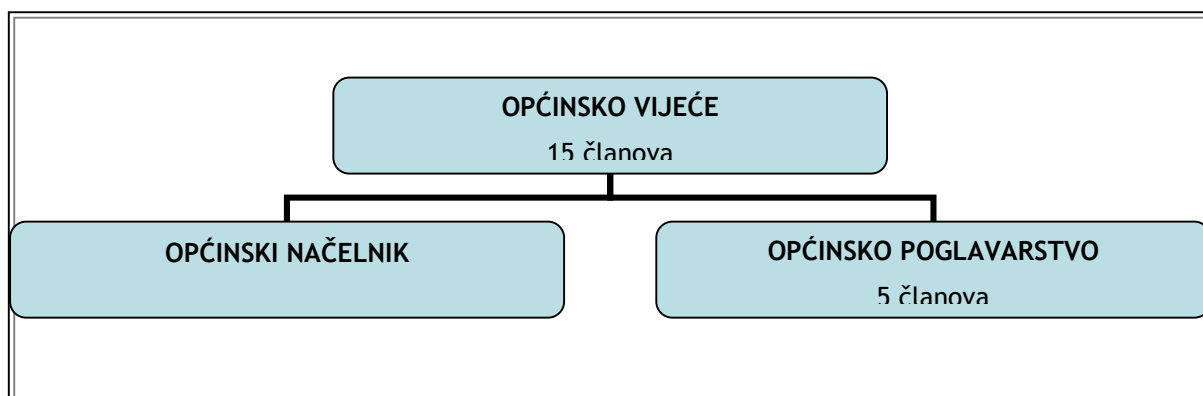 OPĆINSKO VIJEĆE
15 članova
OPĆINSKI NAČELNIK
OPĆINSKO POGLAVARSTVO
5 članova